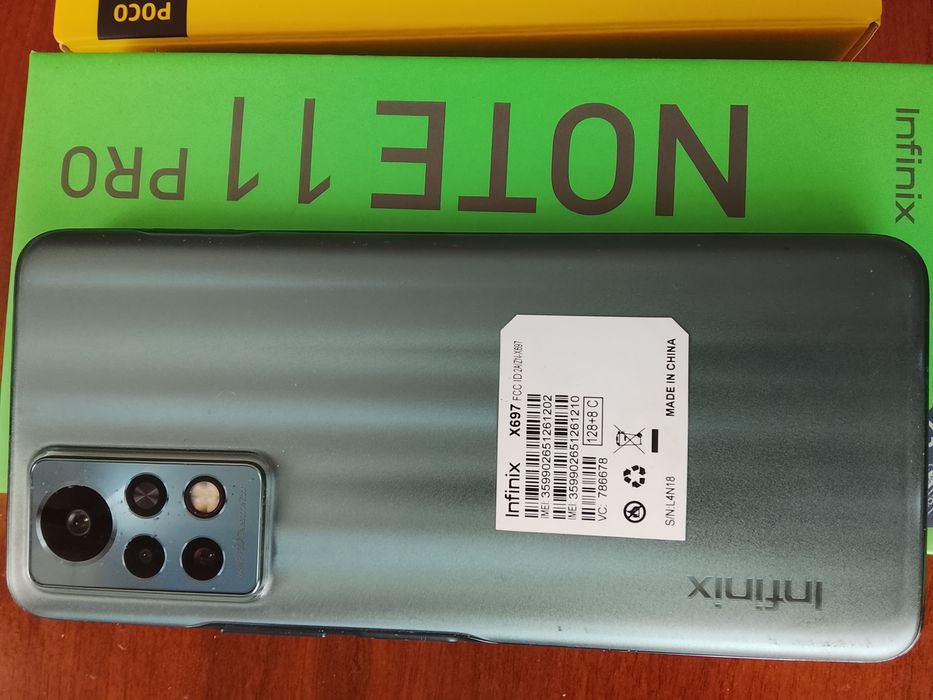 POCO
Infinix
NOTE 11 PRO
Infinix X697 FCC ID:2AIZN-X697
IMEI: 359902651261202
IMEI: 359902651261210
VC: 786678 128+8 C
S/N:L4N18 MADE IN CHINA
Infinix